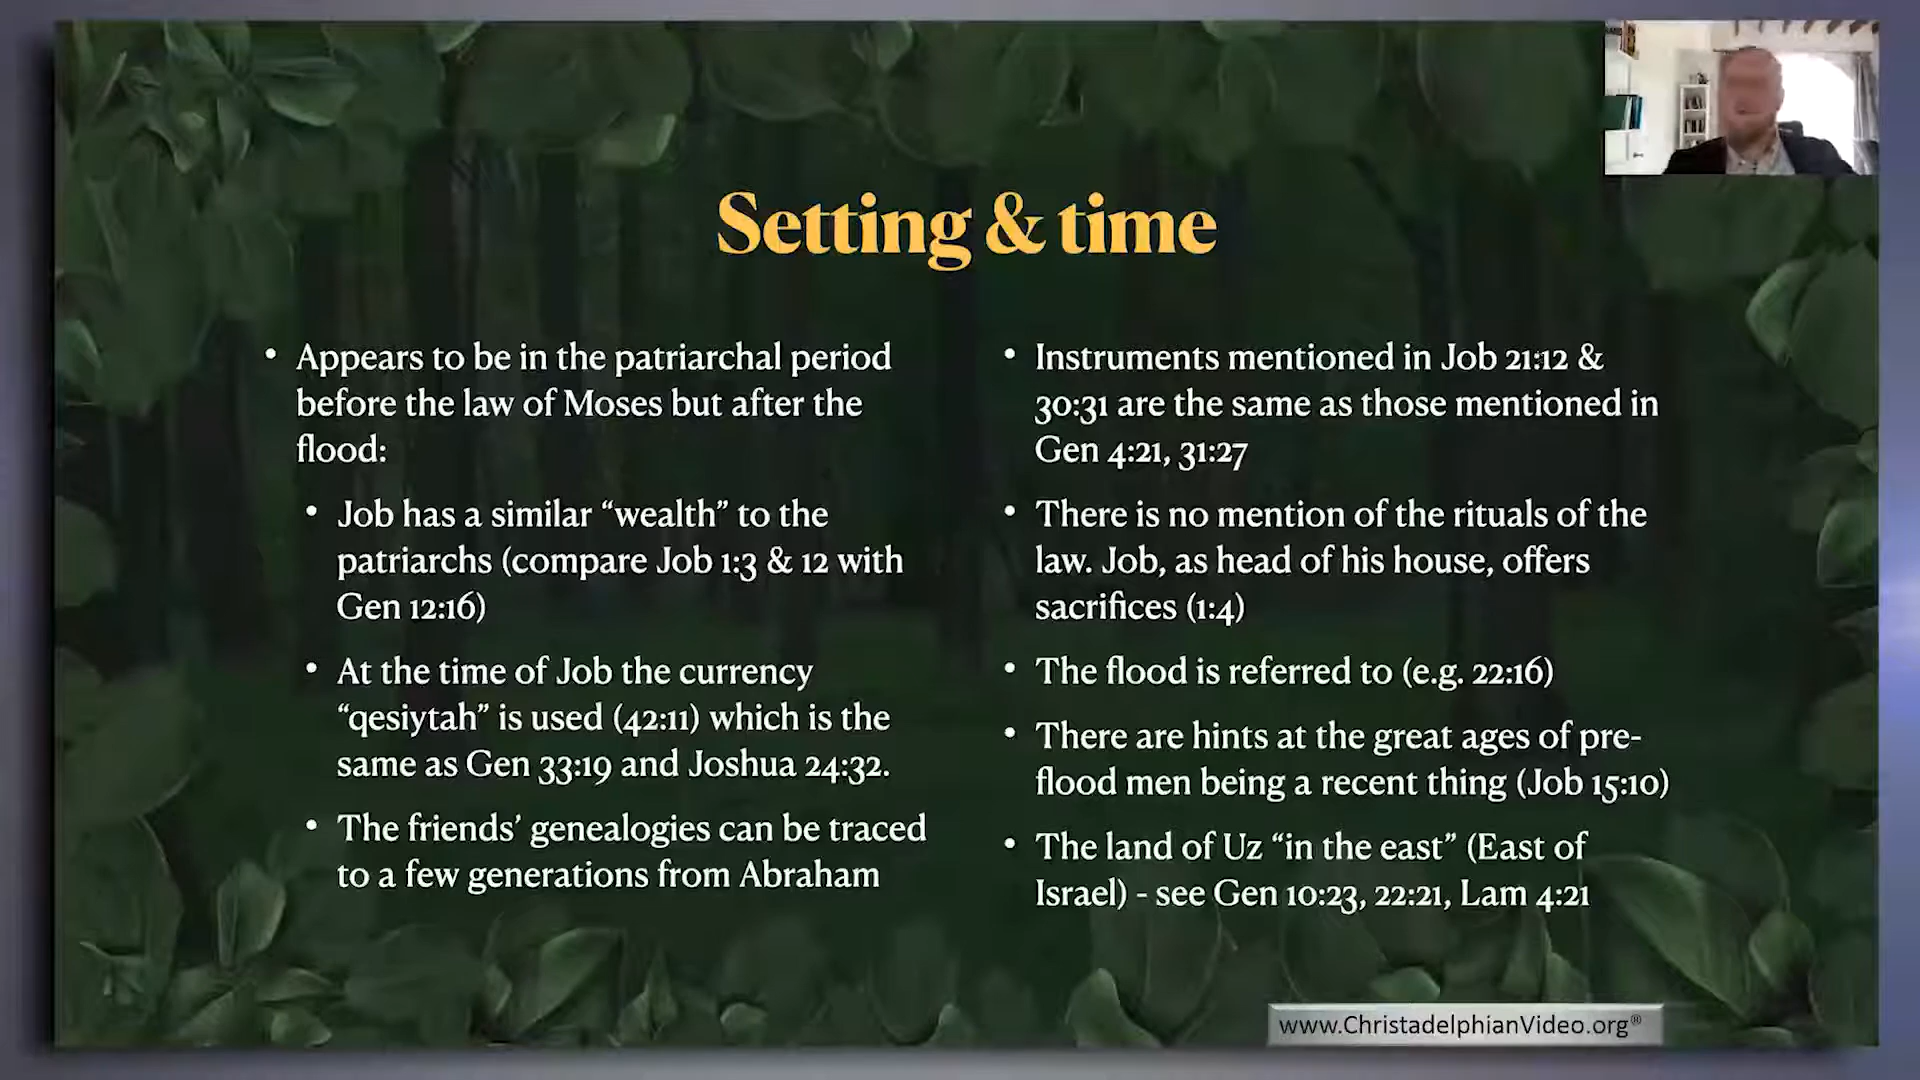 Setting & time
• Appears to be in the patriarchal period
before the law of Moses but after the
flood:
• Job has a similar “wealth” to the
patriarchs (compare Job 1:3 & 12 with
Gen 12:16)
• At the time of Job the currency
“qesiytah” is used (42:11) which is the
same as Gen 33:19 and Joshua 24:32.
• The friends’ genealogies can be traced
to a few generations from Abraham
• Instruments mentioned in Job 21:12 &
30:31 are the same as those mentioned in
Gen 4:21, 31:27
• There is no mention of the rituals of the
law. Job, as head of his house, offers
sacrifices (1:4)
• The flood is referred to (e.g. 22:16)
• There are hints at the great ages of pre-
flood men being a recent thing (Job 15:10)
• The land of Uz “in the east” (East of
Israel) - see Gen 10:23, 22:21, Lam 4:21
www.ChristadelphianVideo.org®